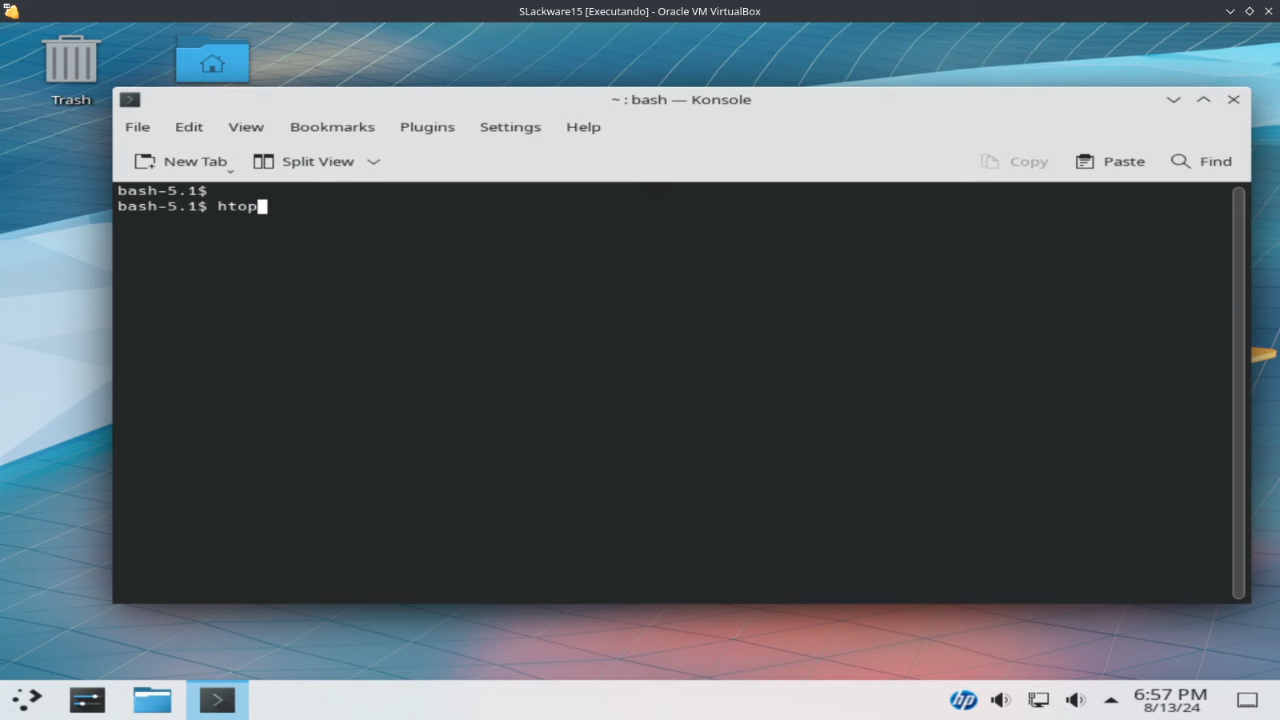 SLackware15 [Executando] - Oracle VM VirtualBox
Trash
~ : bash — Konsole
File Edit View Bookmarks Plugins Settings Help
New Tab Split View Copy Paste Find
bash-5.1$
bash-5.1$ htop
hp
6:57 PM
8/13/24